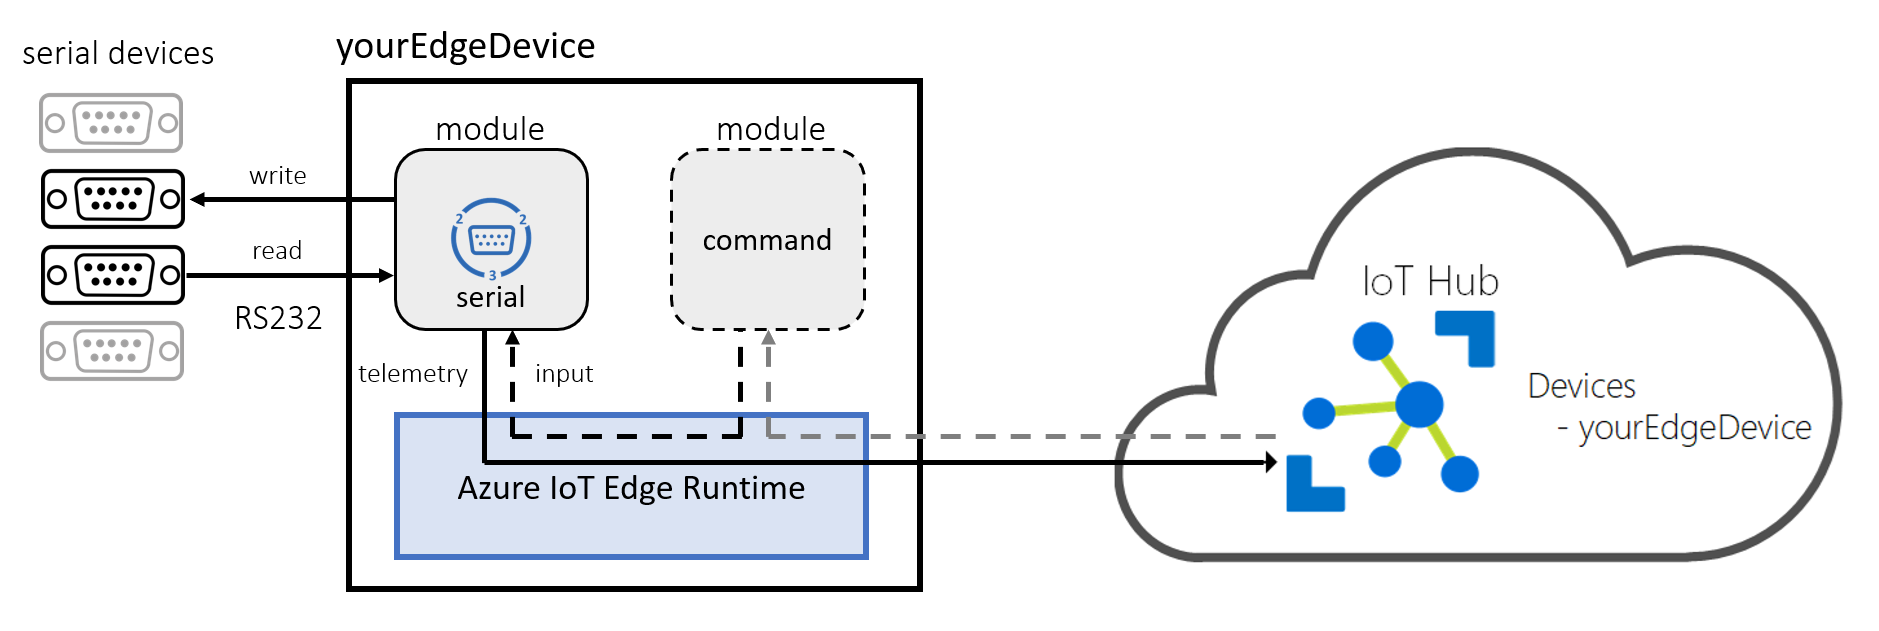 serial devices
yourEdgeDevice
module
module
write
read
RS232
2
2
3
serial
command
telemetry
input
Azure IoT Edge Runtime
IoT Hub
Devices
- yourEdgeDevice